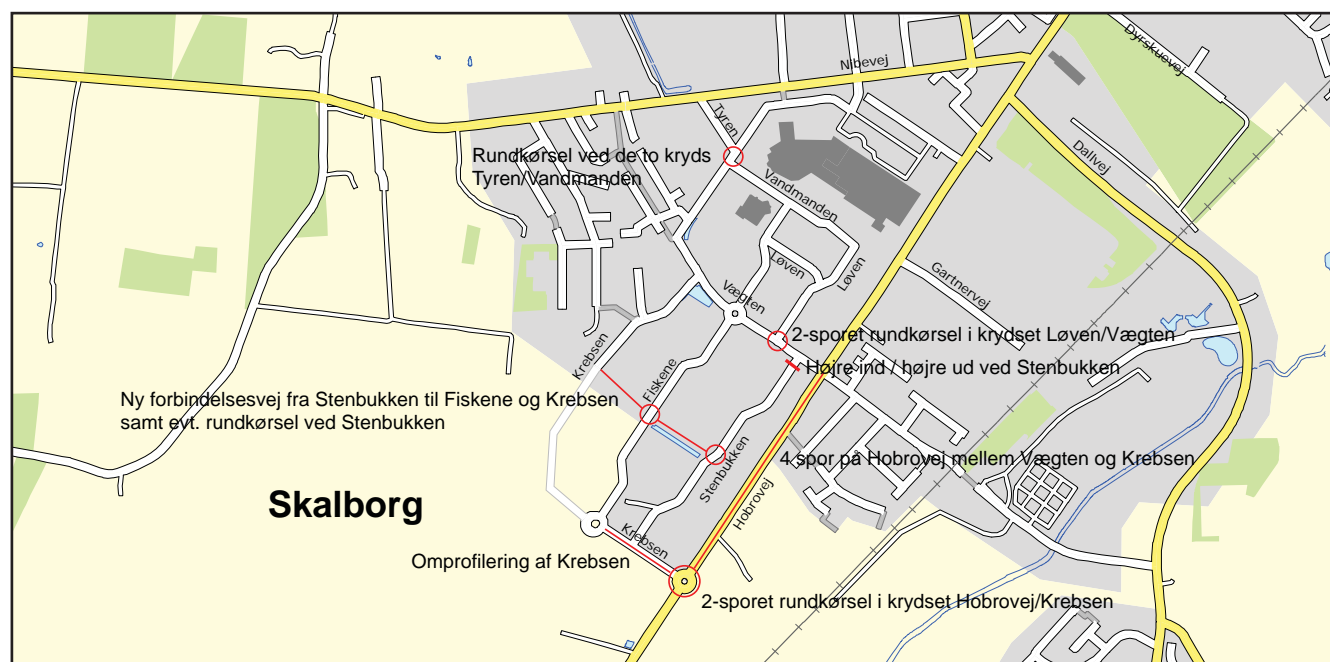 Dyrskuevej
Nibevej
Tyren
Dallvej
Rundkørsel ved de to kryds
Tyren/Vandmanden
Vandmanden
Løven
Løven
Gartnervej
Vægten
2-sporet rundkørsel i krydset Løven/Vægten
Krebsen
Højre ind / højre ud ved Stenbukken
Fiskene
Ny forbindelsesvej fra Stenbukken til Fiskene og Krebsen
samt evt. rundkørsel ved Stenbukken
Stenbukken
4 spor på Hobrovej mellem Vægten og Krebsen
Skalborg
Hobrovej
Krebsen
Omprofilering af Krebsen
2-sporet rundkørsel i krydset Hobrovej/Krebsen